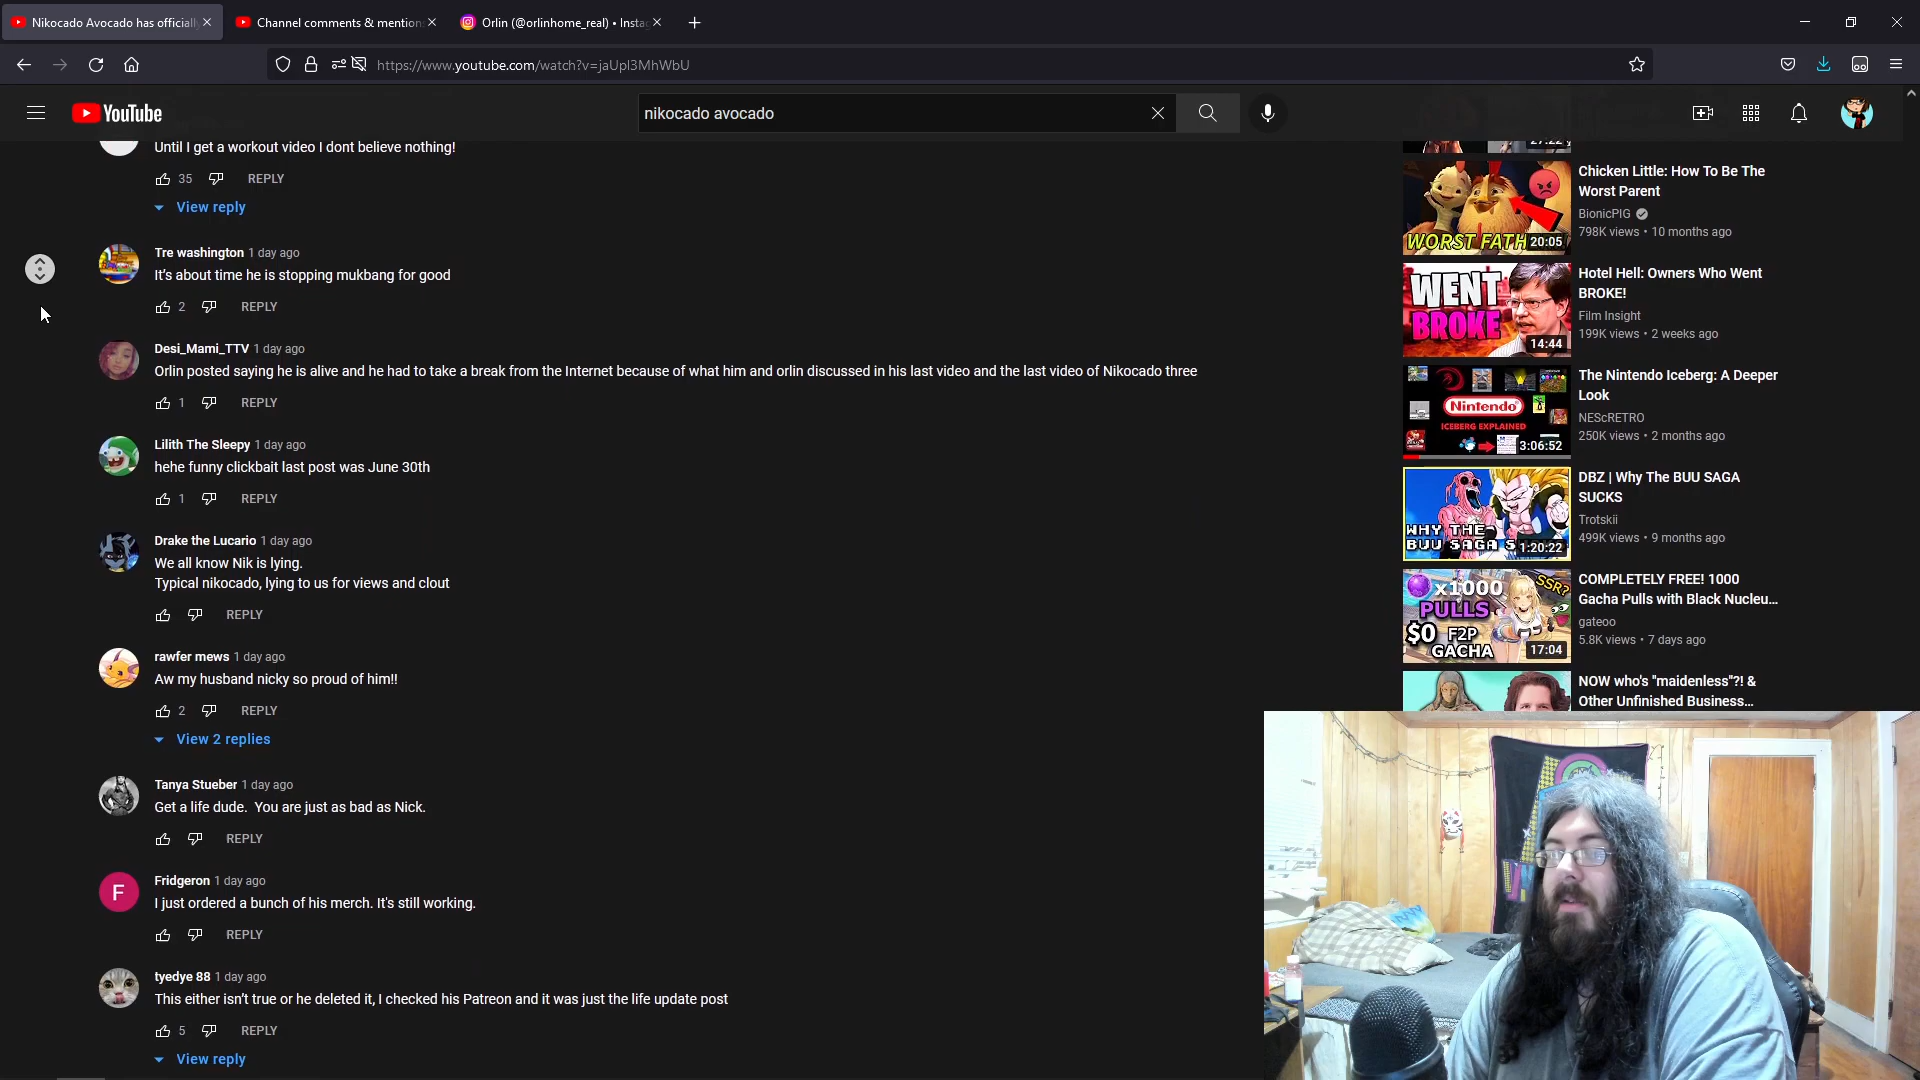 Nikocado Avocado has officiall
Channel comments & mention
Orlin (@orlinhome_real) • Insta
https://www.youtube.com/watch?v=jaUpl3MhWbU
YouTube
nikocado avocado
Until I get a workout video I dont believe nothing!
35 REPLY
View reply
Tre washington 1 day ago
It's about time he is stopping mukbang for good
2 REPLY
Desi_Mami_TTV 1 day ago
Orlin posted saying he is alive and he had to take a break from the Internet because of what him and orlin discussed in his last video and the last video of Nikocado three
1 REPLY
Lilith The Sleepy 1 day ago
hehe funny clickbait last post was June 30th
1 REPLY
Drake the Lucario 1 day ago
We all know Nik is lying.
Typical nikocado, lying to us for views and clout
REPLY
rawfer mews 1 day ago
Aw my husband nicky so proud of him!!
2 REPLY
View 2 replies
Tanya Stueber 1 day ago
Get a life dude.  You are just as bad as Nick.
REPLY
F
Fridgeron 1 day ago
I just ordered a bunch of his merch. It's still working.
REPLY
tyedye 88 1 day ago
This either isn't true or he deleted it, I checked his Patreon and it was just the life update post
5 REPLY
View reply
27:22
WORST FATH
20:05
Chicken Little: How To Be The
Worst Parent
BionicPIG
798K views • 10 months ago
WENT
BROKE
14:44
Hotel Hell: Owners Who Went
BROKE!
Film Insight
199K views • 2 weeks ago
Nintendo
ICEBERG EXPLAINED
3:06:52
The Nintendo Iceberg: A Deeper
Look
NEScRETRO
250K views • 2 months ago
WHY THE
BUU SAGA S
1:20:22
DBZ | Why The BUU SAGA
SUCKS
Trotskii
499K views • 9 months ago
x1000
SSR?
PULLS
$0 F2P
GACHA
17:04
COMPLETELY FREE! 1000
Gacha Pulls with Black Nucleu...
gateoo
5.8K views • 7 days ago
NOW who's "maidenless"?! &
Other Unfinished Business...